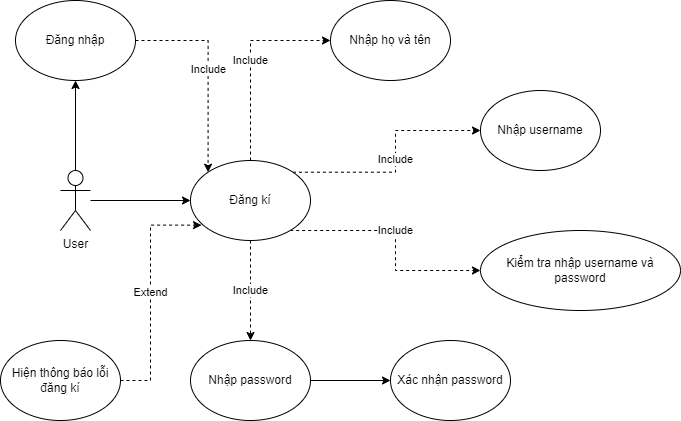 Đăng nhập
Include
Include
Nhập họ và tên
Nhập username
Include
Đăng kí
User
Include
Kiểm tra nhập username và
password
Extend
Include
Hiện thông báo lỗi
đăng kí
Nhập password
Xác nhận password